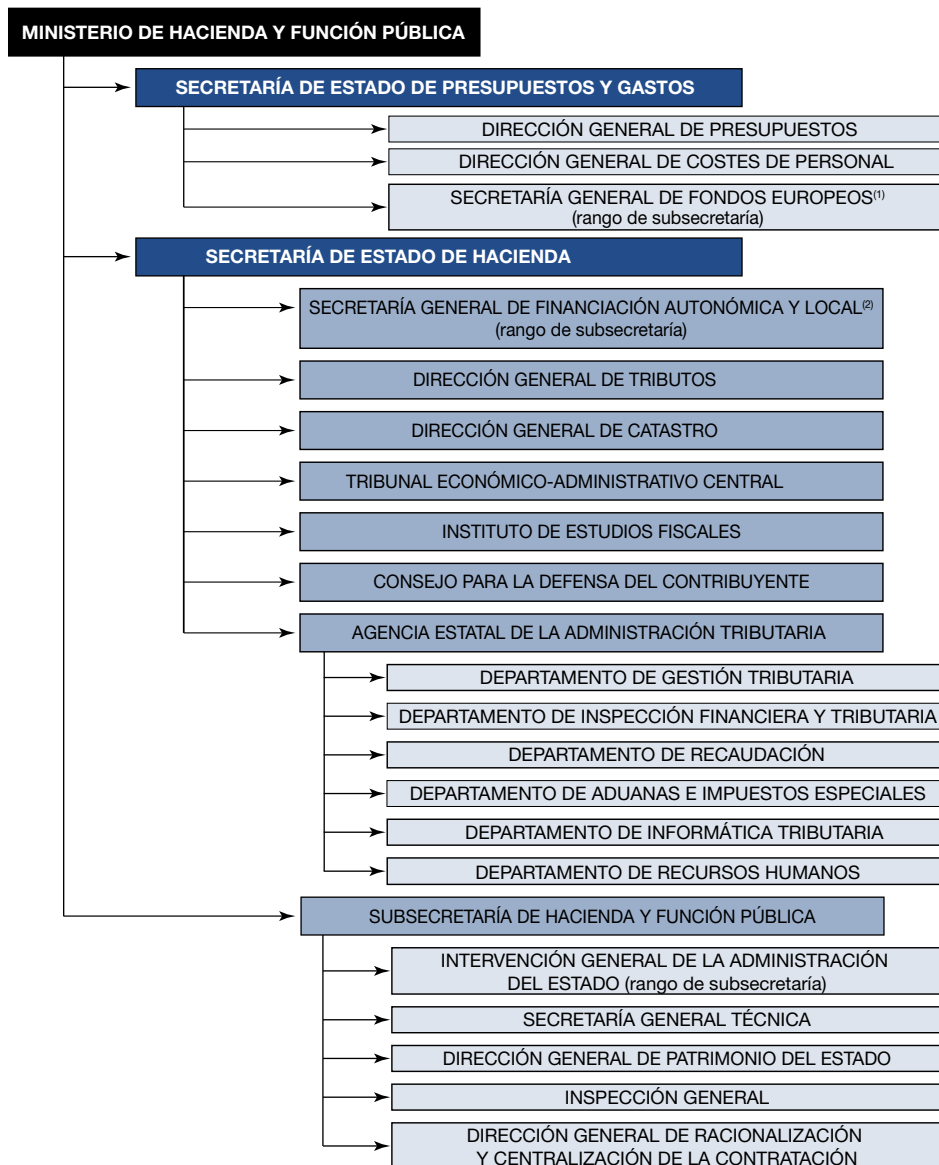 MINISTERIO DE HACIENDA Y FUNCIÓN PÚBLICA
SECRETARÍA DE ESTADO DE PRESUPUESTOS Y GASTOS
DIRECCIÓN GENERAL DE PRESUPUESTOS
DIRECCIÓN GENERAL DE COSTES DE PERSONAL
SECRETARÍA GENERAL DE FONDOS EUROPEOS(1)
(rango de subsecretaría)
SECRETARÍA DE ESTADO DE HACIENDA
SECRETARÍA GENERAL DE FINANCIACIÓN AUTONÓMICA Y LOCAL(2)
(rango de subsecretaría)
DIRECCIÓN GENERAL DE TRIBUTOS
DIRECCIÓN GENERAL DE CATASTRO
TRIBUNAL ECONÓMICO-ADMINISTRATIVO CENTRAL
INSTITUTO DE ESTUDIOS FISCALES
CONSEJO PARA LA DEFENSA DEL CONTRIBUYENTE
AGENCIA ESTATAL DE LA ADMINISTRACIÓN TRIBUTARIA
DEPARTAMENTO DE GESTIÓN TRIBUTARIA
DEPARTAMENTO DE INSPECCIÓN FINANCIERA Y TRIBUTARIA
DEPARTAMENTO DE RECAUDACIÓN
DEPARTAMENTO DE ADUANAS E IMPUESTOS ESPECIALES
DEPARTAMENTO DE INFORMÁTICA TRIBUTARIA
DEPARTAMENTO DE RECURSOS HUMANOS
SUBSECRETARÍA DE HACIENDA Y FUNCIÓN PÚBLICA
INTERVENCIÓN GENERAL DE LA ADMINISTRACIÓN
DEL ESTADO (rango de subsecretaría)
SECRETARÍA GENERAL TÉCNICA
DIRECCIÓN GENERAL DE PATRIMONIO DEL ESTADO
INSPECCIÓN GENERAL
DIRECCIÓN GENERAL DE RACIONALIZACIÓN
Y CENTRALIZACIÓN DE LA CONTRATACIÓN